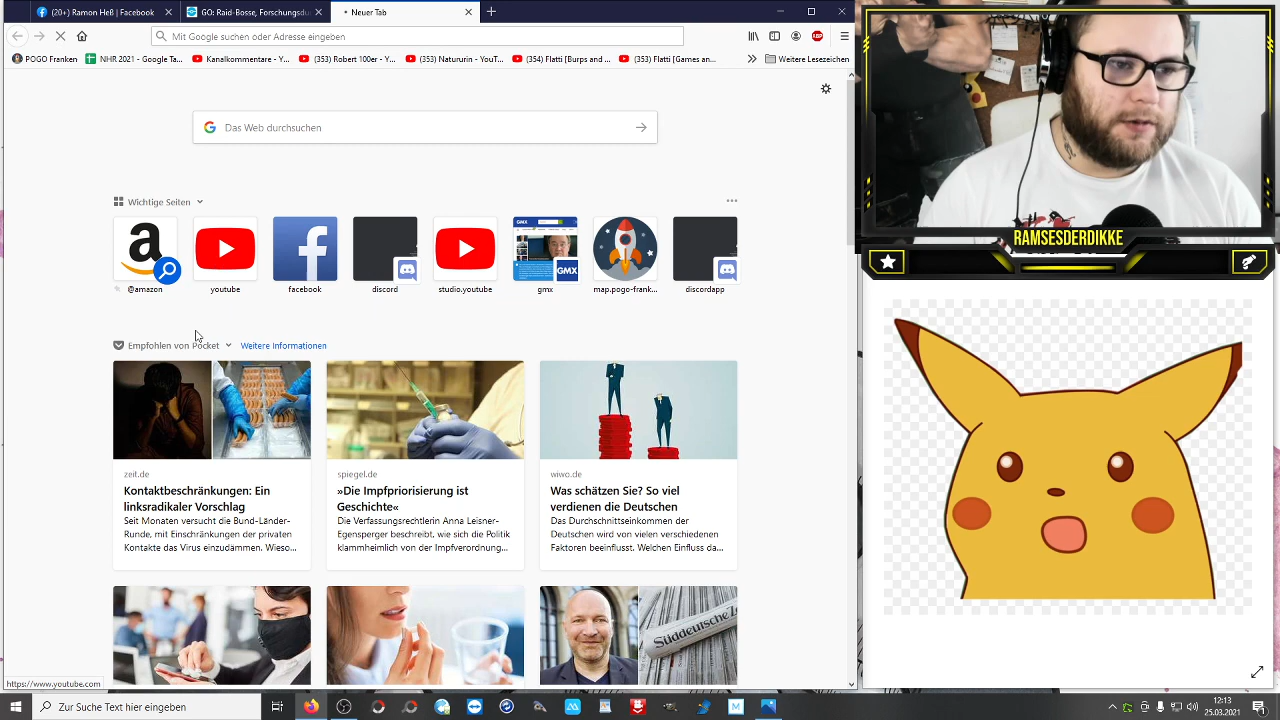 (20+) Ramon Heß | Facebook
GO: Raid-Bosse, Forschu
Neuer Tab
Mit Google suchen oder Adr
POGO Franken
NHR 2021 - Google Ta...
Kanalkommentare - Y...
(353) Robert 100er - Y...
(353) Natururin - YouT...
(354) Flatti [Burps and ...
(353) Flatti [Games an...
Weitere Lesezeichen
Das Web durchsuchen
Wichtige Seiten
@amazon
youtube
facebook
discord
studio.youtube
GMX
gmx
map.pogo-frank...
discordapp
Empfohlen von Pocket
Weitere Informationen
zeit.de
Kontaktbeschränkungen: Ein
linksradikaler Vorschlag
Seit Monaten versucht die Bund-Länder-
Runde, mit Einschränkungen der privaten
Kontakte das Virus einzudämmen. Wieso...
spiegel.de
»Die Impfpriorisierung ist
Geschichte«
Die Verfassungsrechtlerin Anna Leisner-
Egensperger beschreibt, wie sich die Politik
klammheimlich von der Impfverordnung...
wiwo.de
Was schätzen Sie? So viel
verdienen die Deutschen
Das Durchschnittseinkommen der
Deutschen wird von vielen verschiedenen
Faktoren beeinflusst. Welchen Einfluss da...
Süddeutsche Ze
https://www.youtube.com
Zur Suche Text hier eingeben
12:13
25.03.2021
RAMSESDERDIKKE